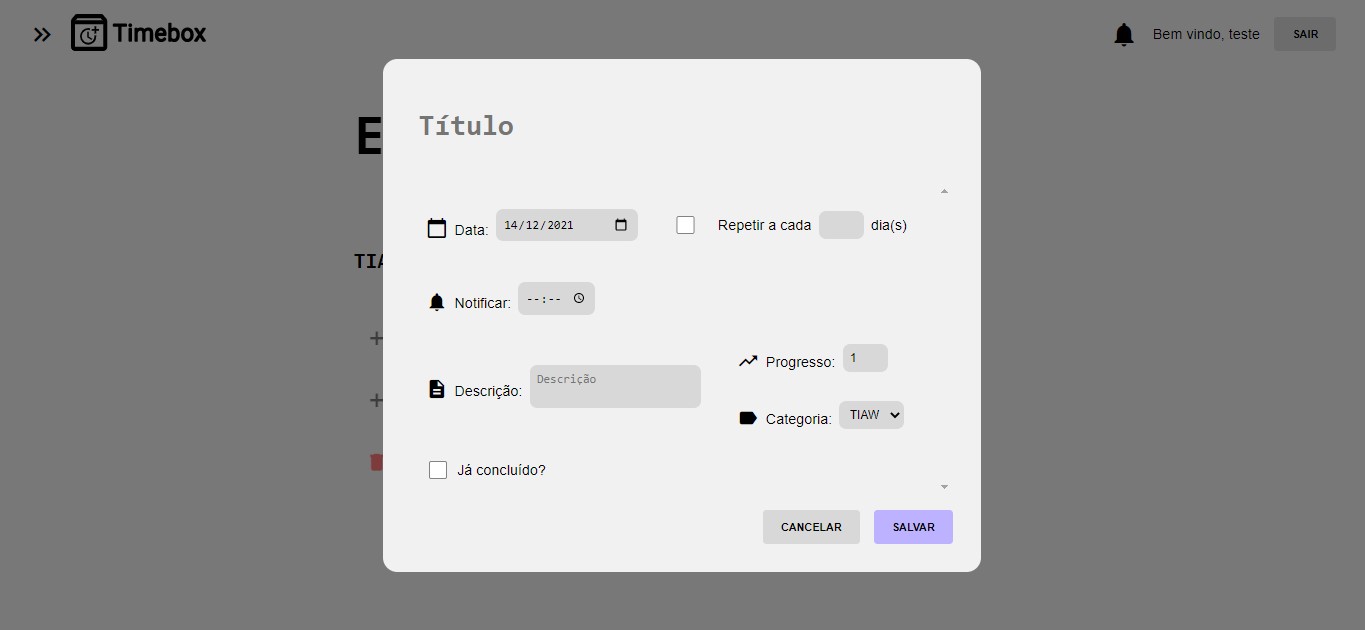 Timebox
Bem vindo, teste
SAIR
E
Título
Data: 14/12/2021
Repetir a cada dia(s)
TIA
Notificar: --:--
Progresso: 1
Descrição: Descrição
Categoria: TIAW
Já concluído?
CANCELAR
SALVAR